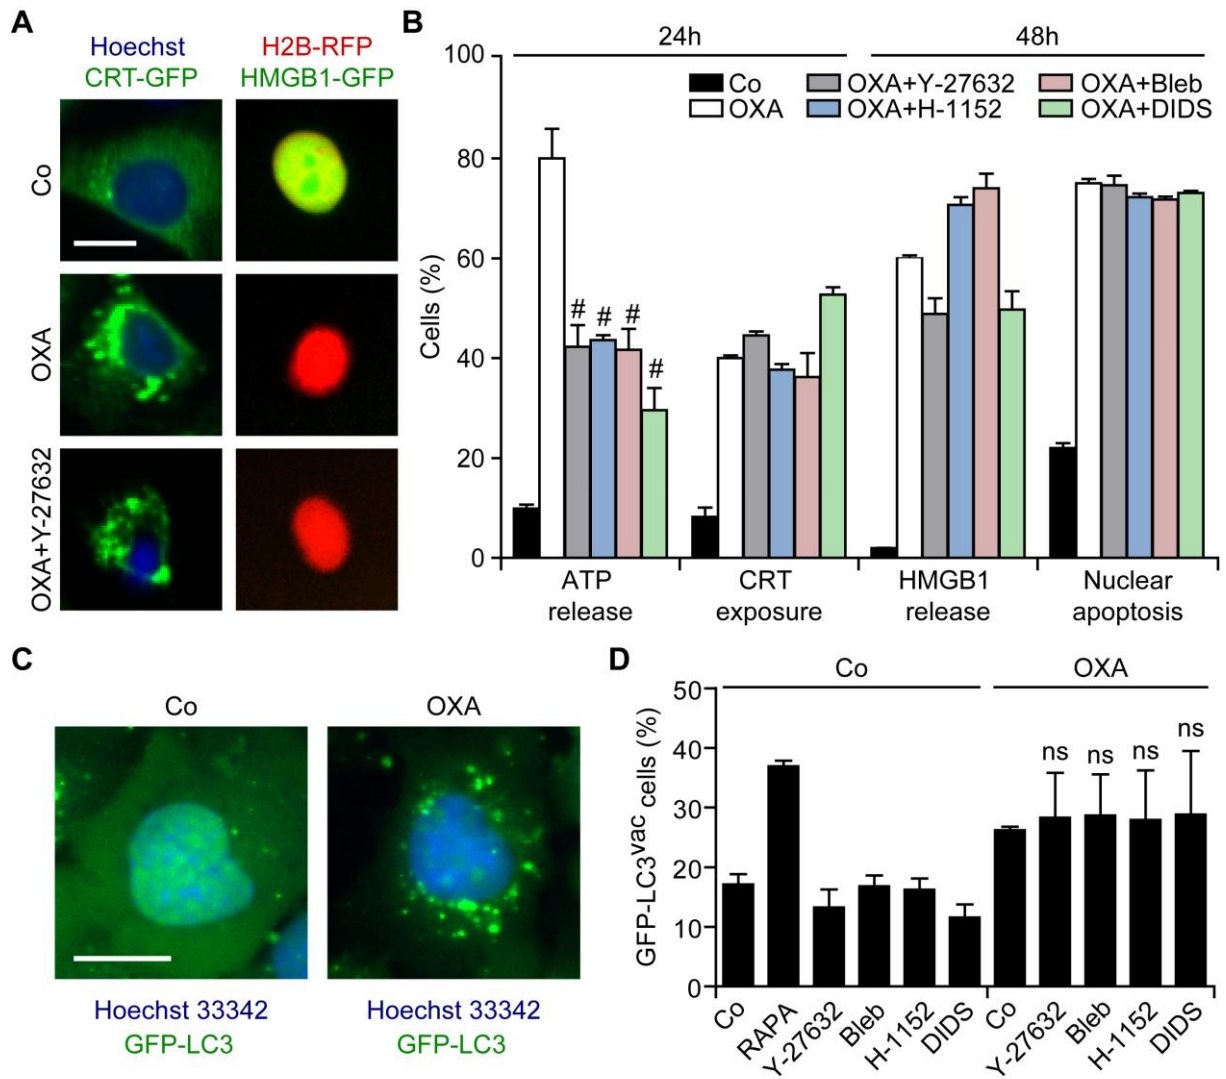 A
Hoechst
CRT-GFP
H2B-RFP
HMGB1-GFP
Co
OXA
OXA+Y-27632
B
24h
48h
Co
OXA
OXA+Y-27632
OXA+H-1152
OXA+Bleb
OXA+DIDS
Cells (%)
100
80
60
40
20
0
# # # #
ATP
release
CRT
exposure
HMGB1
release
Nuclear
apoptosis
C
Co
OXA
Hoechst 33342
GFP-LC3
Hoechst 33342
GFP-LC3
D
Co
OXA
GFP-LC3vac cells (%)
50
40
30
20
10
0
ns ns ns ns
Co
RAPA
Y-27632
Bleb
H-1152
DIDS
Co
Y-27632
Bleb
H-1152
DIDS